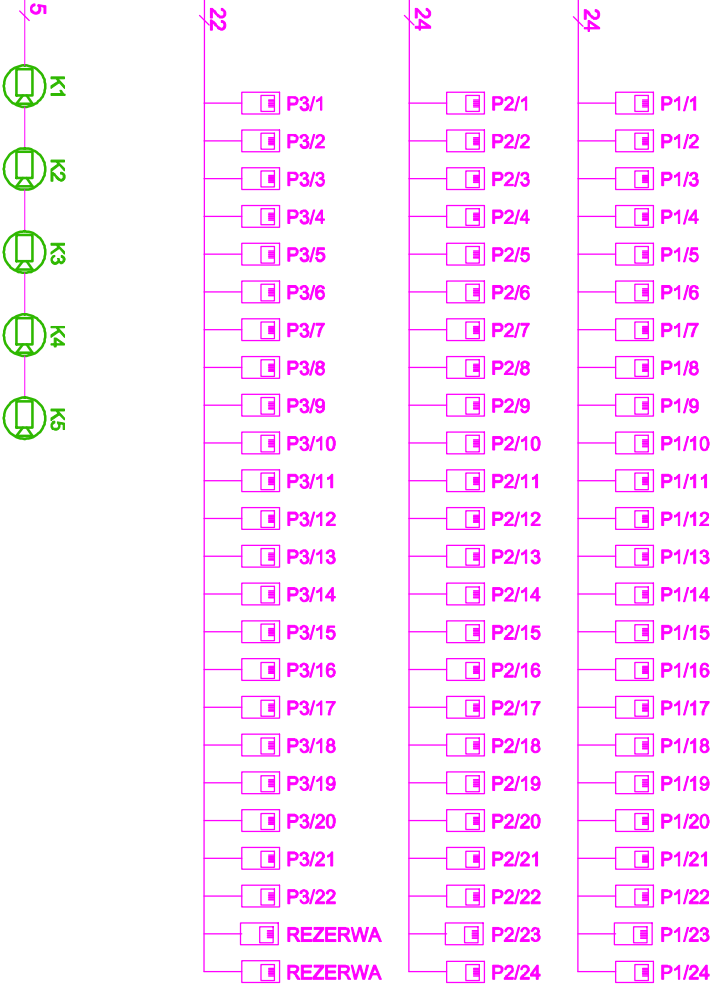 5
K1
K2
K3
K4
K5
22
P3/1
P3/2
P3/3
P3/4
P3/5
P3/6
P3/7
P3/8
P3/9
P3/10
P3/11
P3/12
P3/13
P3/14
P3/15
P3/16
P3/17
P3/18
P3/19
P3/20
P3/21
P3/22
REZERWA
REZERWA
24
P2/1
P2/2
P2/3
P2/4
P2/5
P2/6
P2/7
P2/8
P2/9
P2/10
P2/11
P2/12
P2/13
P2/14
P2/15
P2/16
P2/17
P2/18
P2/19
P2/20
P2/21
P2/22
P2/23
P2/24
24
P1/1
P1/2
P1/3
P1/4
P1/5
P1/6
P1/7
P1/8
P1/9
P1/10
P1/11
P1/12
P1/13
P1/14
P1/15
P1/16
P1/17
P1/18
P1/19
P1/20
P1/21
P1/22
P1/23
P1/24